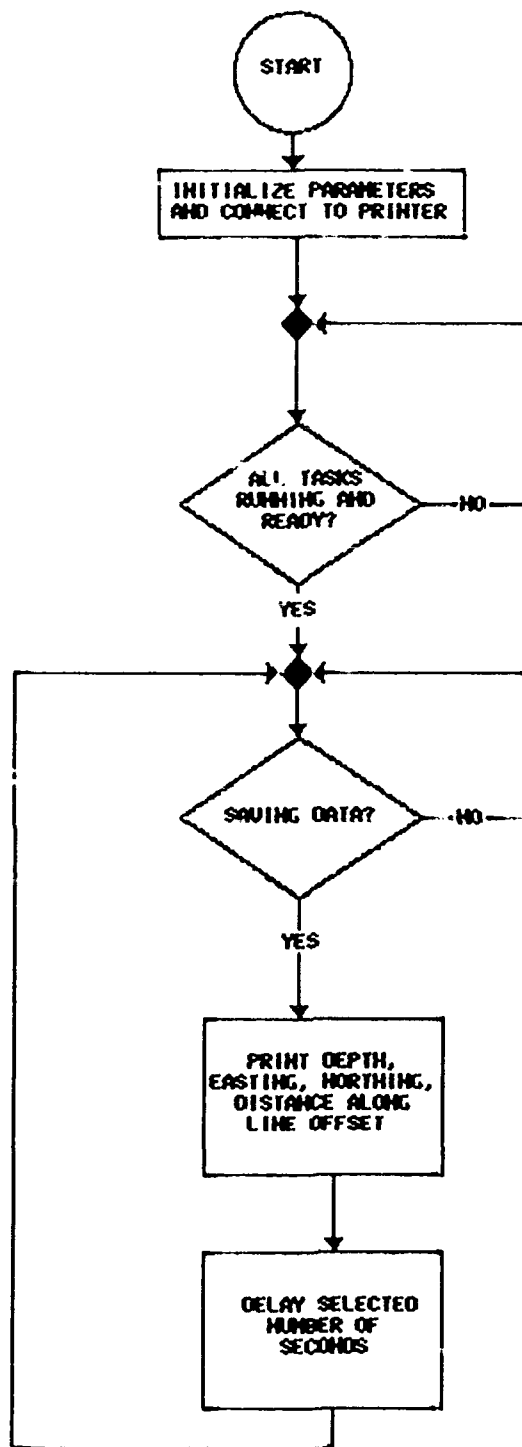 START
INITIALIZE PARAMETERS
AND CONNECT TO PRINTER
ALL TASKS
RUNNING AND
READY?
NO
YES
SAVING DATA?
NO
YES
PRINT DEPTH,
EASTING, NORTHING,
DISTANCE ALONG
LINE OFFSET
DELAY SELECTED
NUMBER OF
SECONDS